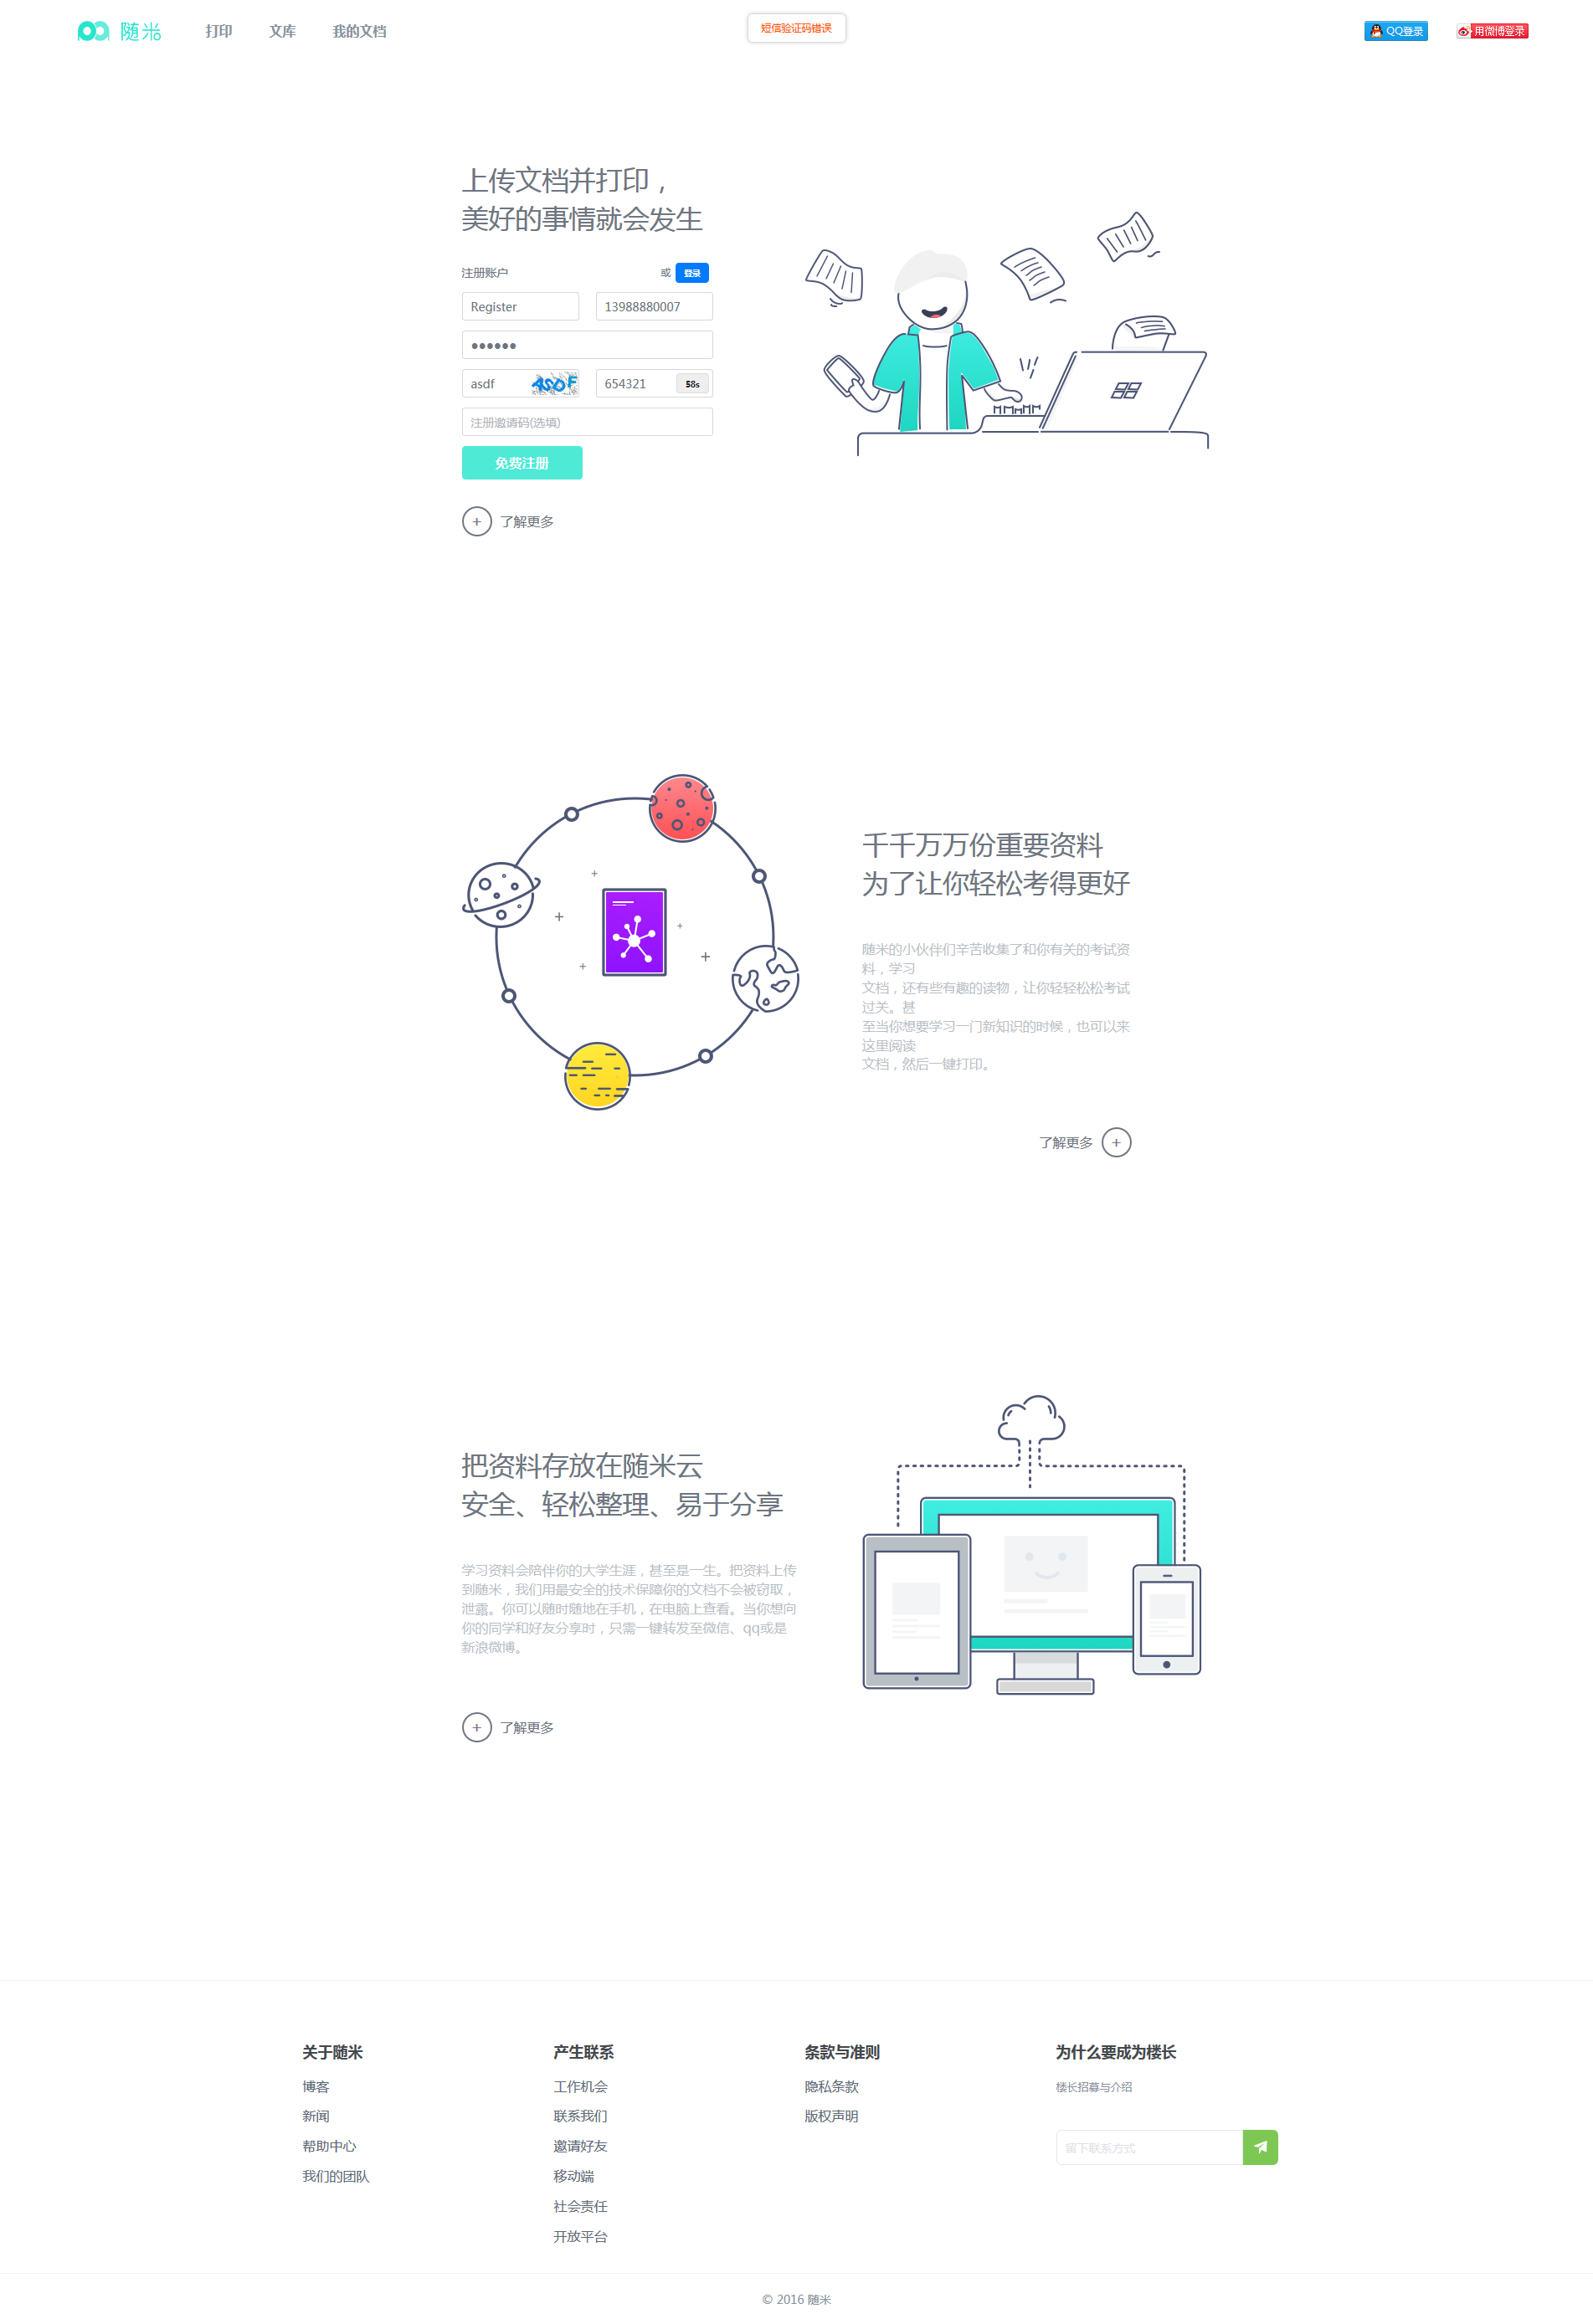 随米
打印
文库
我的文档
短信验证码错误
QQ登录
用微博登录
上传文档并打印，
美好的事情就会发生
注册账户
或 登录
Register
13988880007
●●●●●●
asdf
ASDF
654321
58s
注册邀请码(选填)
免费注册
+ 了解更多
千千万万份重要资料
为了让你轻松考得更好
随米的小伙伴们辛苦收集了和你有关的考试资
料，学习
文档，还有些有趣的读物，让你轻轻松松考试
过关。甚
至当你想要学习一门新知识的时候，也可以来
这里阅读
文档，然后一键打印。
了解更多 +
把资料存放在随米云
安全、轻松整理、易于分享
学习资料会陪伴你的大学生涯，甚至是一生。把资料上传
到随米，我们用最安全的技术保障你的文档不会被窃取，
泄露。你可以随时随地在手机，在电脑上查看。当你想向
你的同学和好友分享时，只需一键转发至微信、qq或是
新浪微博。
+ 了解更多
关于随米
博客
新闻
帮助中心
我们的团队
产生联系
工作机会
联系我们
邀请好友
移动端
社会责任
开放平台
条款与准则
隐私条款
版权声明
为什么要成为楼长
楼长招募与介绍
留下联系方式
© 2016 随米